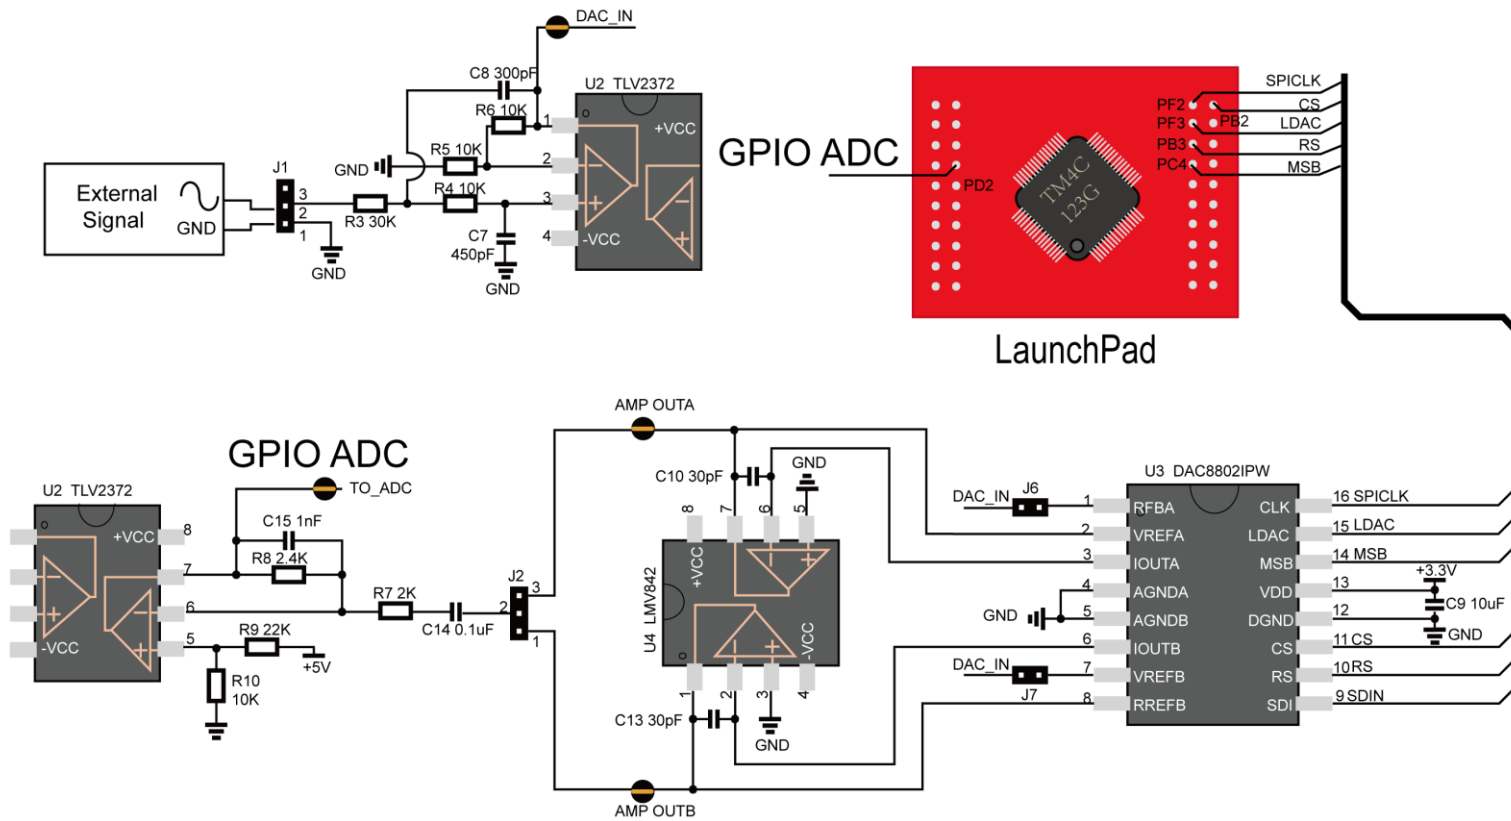 DAC_IN
C8 300pF
U2 TLV2372
R6 10K
1
+VCC
R5 10K
GND
2
J1
External
Signal
GND
3
2
1
R3 30K
R4 10K
3
C7
450pF
4
-VCC
GND
GND
GPIO ADC
PD2
TM4C
123G
PF2
PB2
PF3
PB3
PC4
SPICLK
CS
LDAC
RS
MSB
LaunchPad
GPIO ADC
TO_ADC
U2 TLV2372
C15 1nF
+VCC
8
R8 2.4K
7
6
5
-VCC
R9 22K
+5V
R10
10K
R7 2K
C14 0.1uF
J2
3
2
1
AMP OUTA
C10 30pF
GND
8
7
6
5
+VCC
U4 LMV842
-VCC
1
2
3
4
C13 30pF
GND
AMP OUTB
U3 DAC8802IPW
DAC_IN
J6
1
RFBA
CLK
16 SPICLK
2
VREFA
LDAC
15 LDAC
3
IOUTA
MSB
14 MSB
4
AGNDA
VDD
13
+3.3V
C9 10uF
GND
5
AGNDB
DGND
12
GND
6
IOUTB
CS
11 CS
DAC_IN
J7
7
VREFB
RS
10 RS
8
RREFB
SDI
9 SDIN